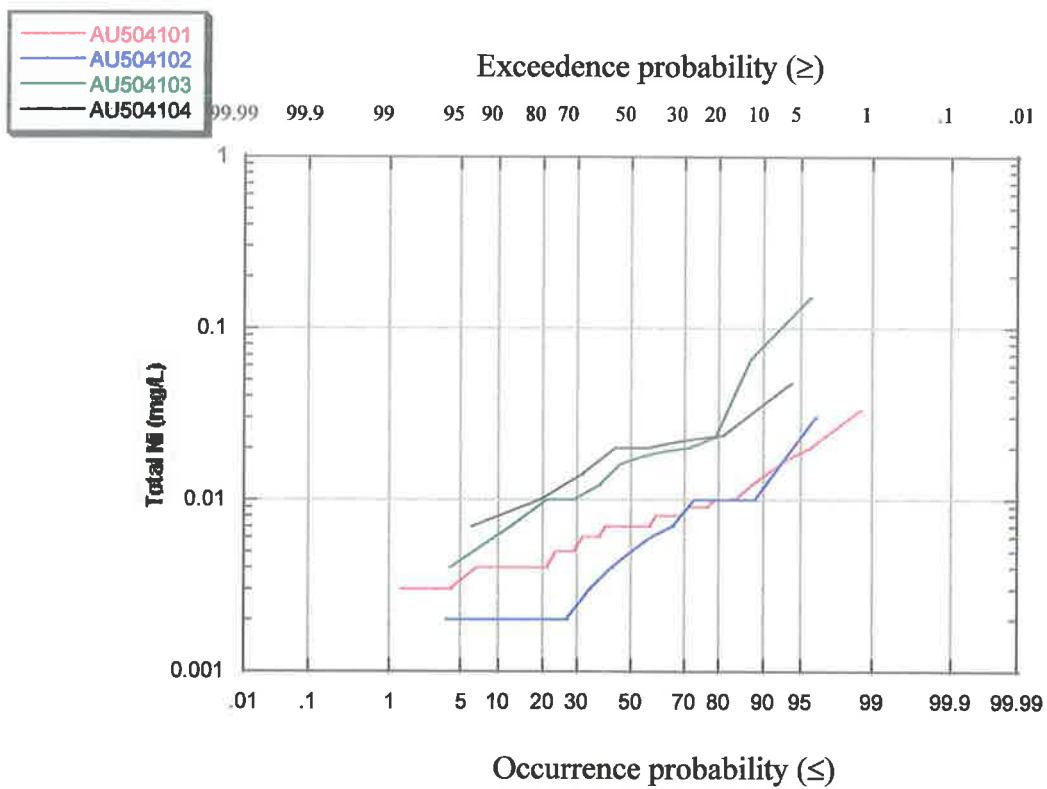 AU504101
AU504102
AU504103
AU504104
Exceedence probability (≥)
99.99 99.9 99 95 90 80 70 50 30 20 10 5 1 .1 .01
1
0.1
0.01
0.001
Total Ni (mg/L)
.01 .1 1 5 10 20 30 50 70 80 90 95 99 99.9 99.99
Occurrence probability (≤)